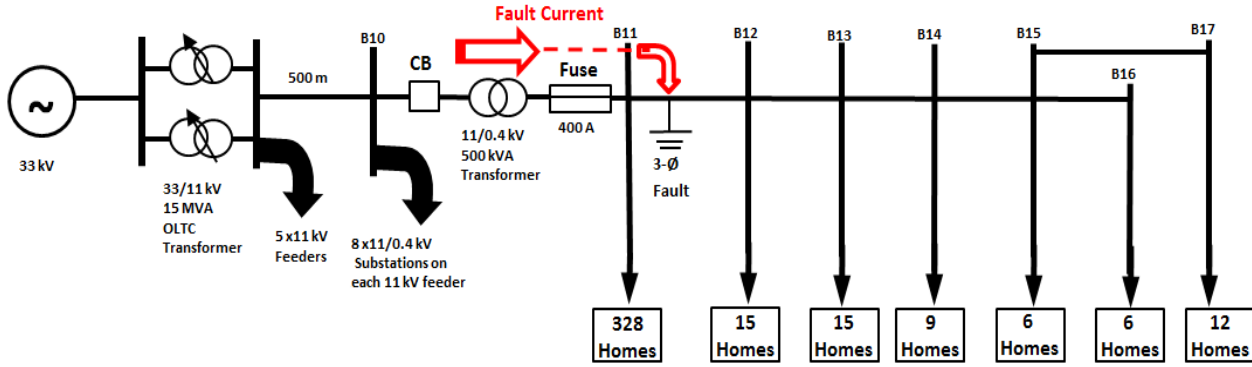 Fault Current
B10
B11
B12
B13
B14
B15
B17
B16
CB
Fuse
500 m
~
400 A
33 kV
11/0.4 kV
500 kVA
Transformer
3-Ø
Fault
33/11 kV
15 MVA
OLTC
Transformer
5 x11 kV
Feeders
8 x11/0.4 kV
Substations on
each 11 kV feeder
328
Homes
15
Homes
15
Homes
9
Homes
6
Homes
6
Homes
12
Homes